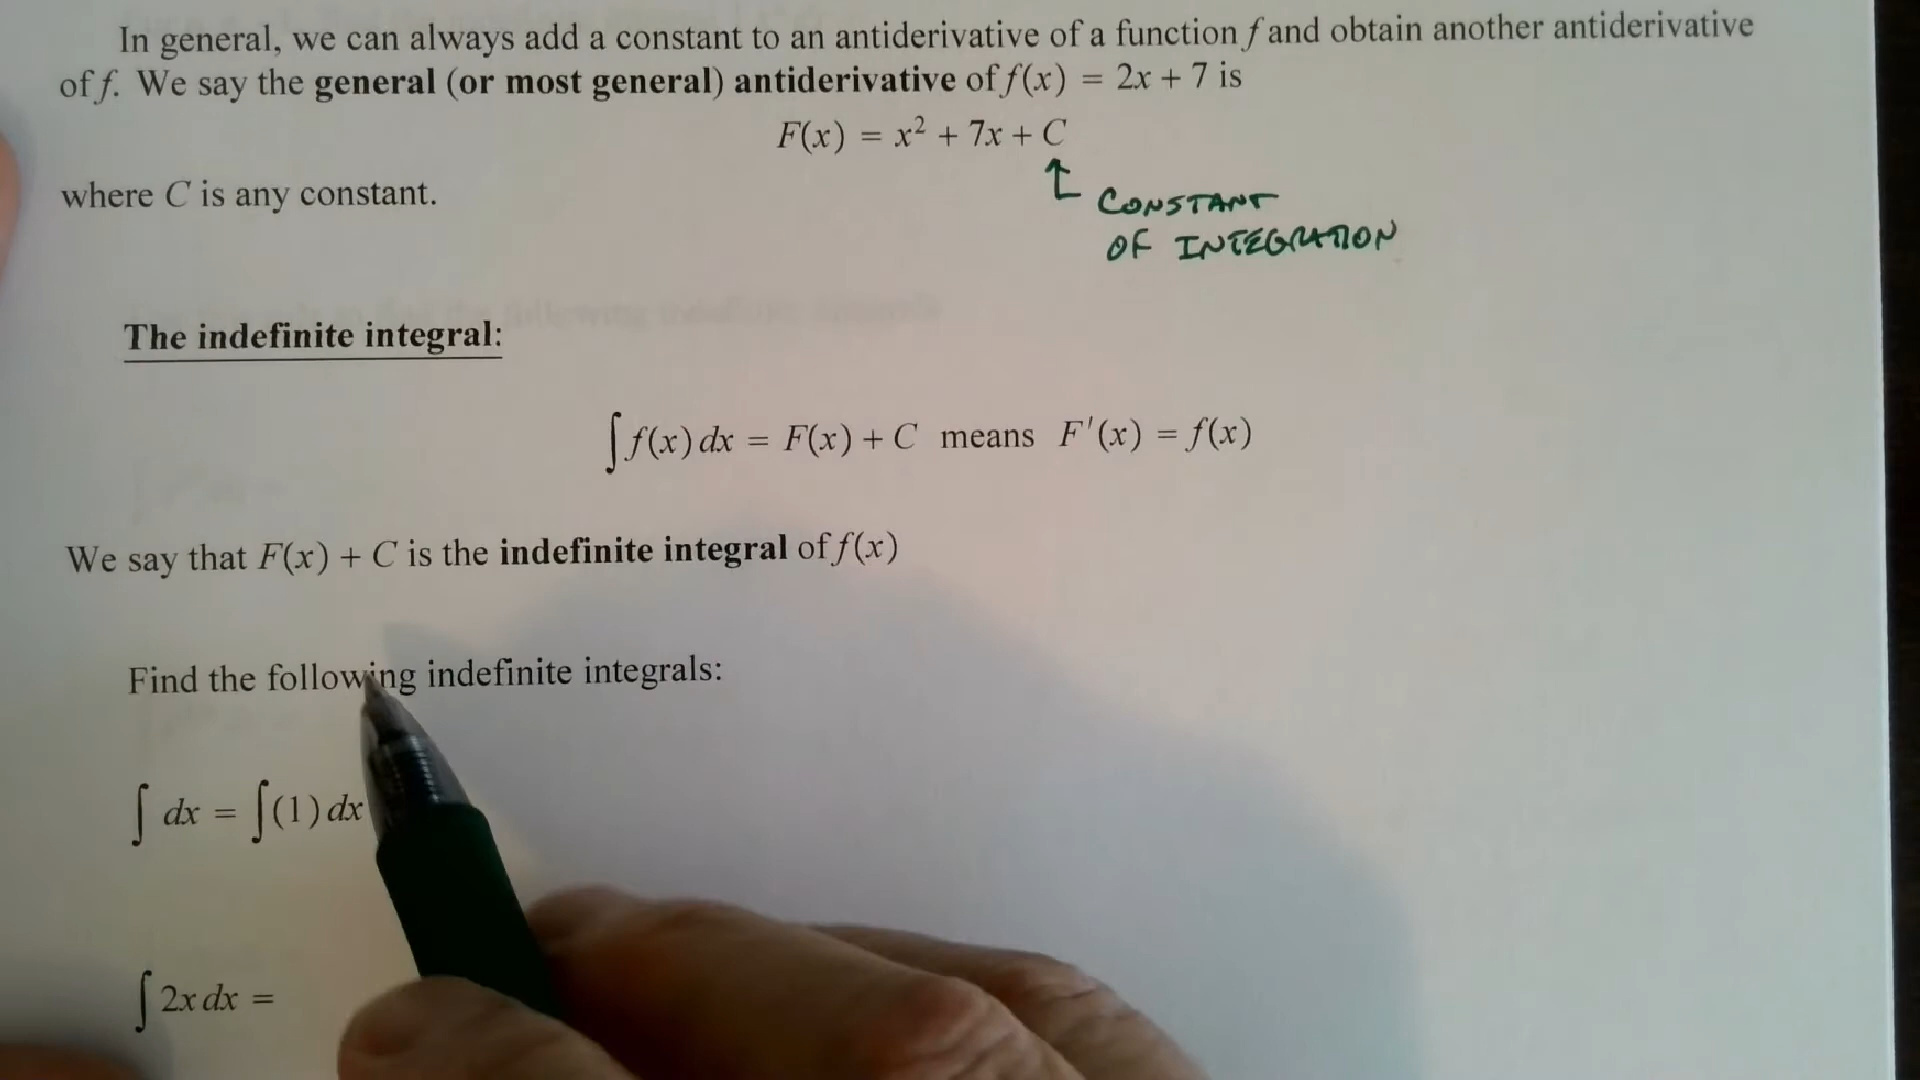 In general, we can always add a constant to an antiderivative of a function f and obtain another antiderivative
of f. We say the general (or most general) antiderivative of f(x) = 2x + 7 is
F(x) = x² + 7x + C
where C is any constant.
↑ CONSTANT
OF INTEGRATION
The indefinite integral:
∫ f(x) dx = F(x) + C means F'(x) = f(x)
We say that F(x) + C is the indefinite integral of f(x)
Find the following indefinite integrals:
∫ dx = ∫(1) dx
∫ 2x dx =